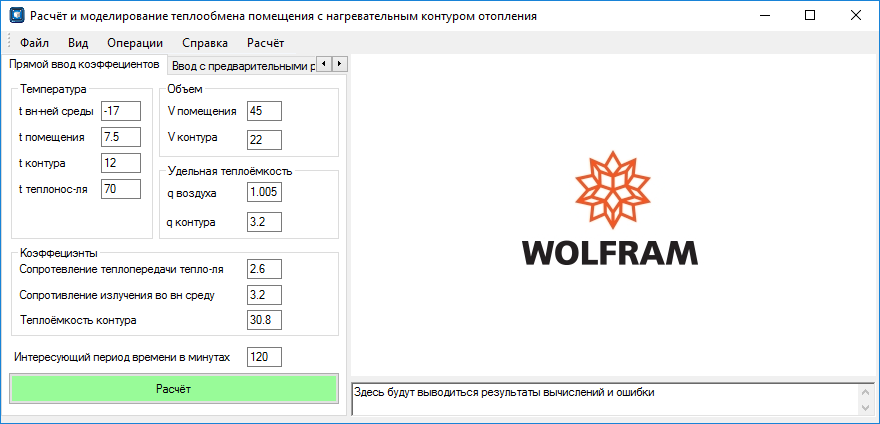 Расчёт и моделирование теплообмена помещения с нагревательным контуром отопления
Файл Вид Операции Справка Расчёт
Прямой ввод коэффециентов Ввод с предварительными р
Температура
t вн-ней среды -17
t помещения 7.5
t контура 12
t теплонос-ля 70
Объем
V помещения 45
V контура 22
Удельная теплоёмкость
q воздуха 1.005
q контура 3.2
Коэффециэнты
Сопротевление теплопередачи тепло-ля 2.6
Сопротивление излучения во вн среду 3.2
Теплоёмкость контура 30.8
Интересующий период времени в минутах 120
Расчёт
WOLFRAM
Здесь будут выводиться результаты вычислений и ошибки